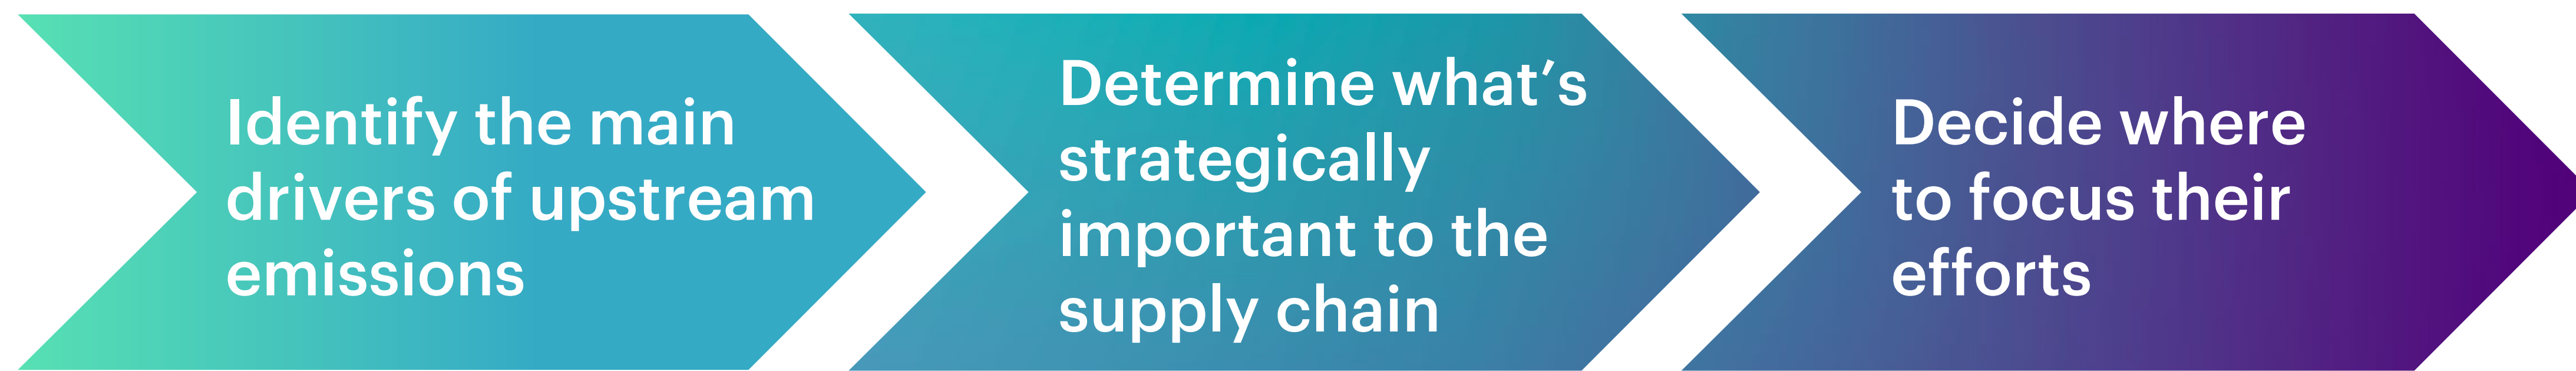 Identify the main
drivers of upstream
emissions
Determine what’s
strategically
important to the
supply chain
Decide where
to focus their
efforts